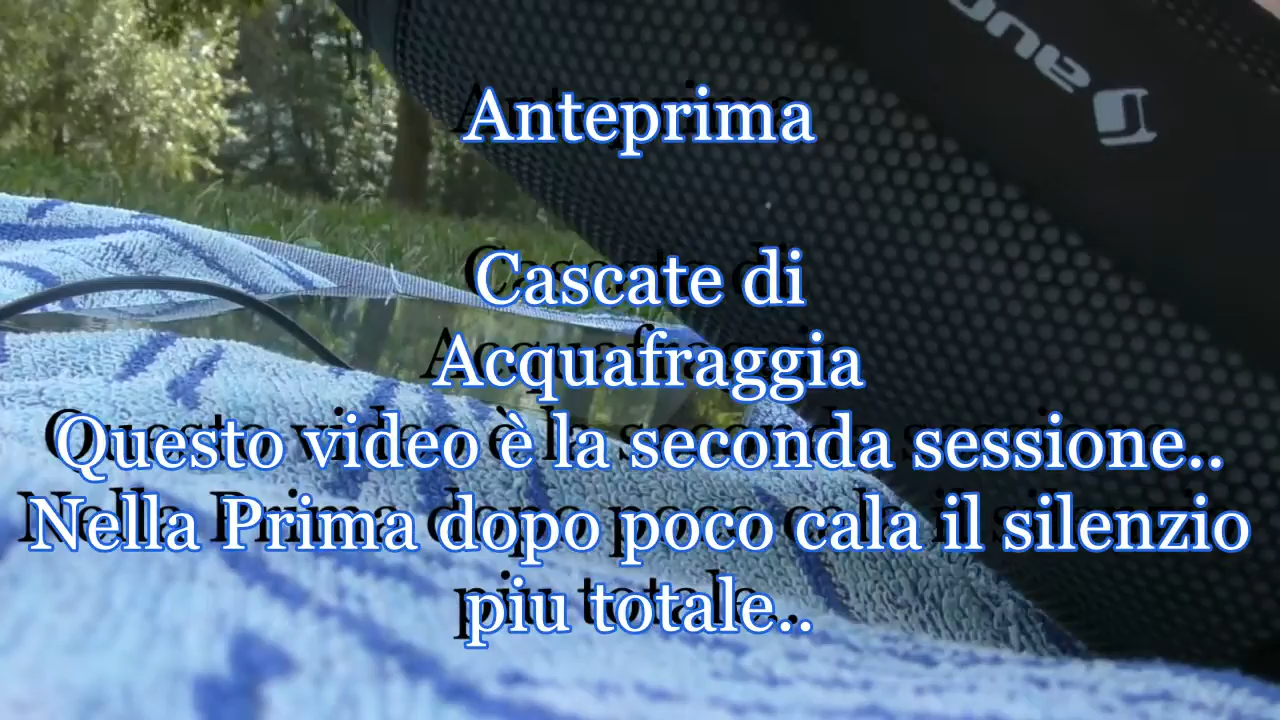 Anteprima
Cascate di
Acquafraggia
Questo video è la seconda sessione..
Nella Prima dopo poco cala il silenzio
piu totale..